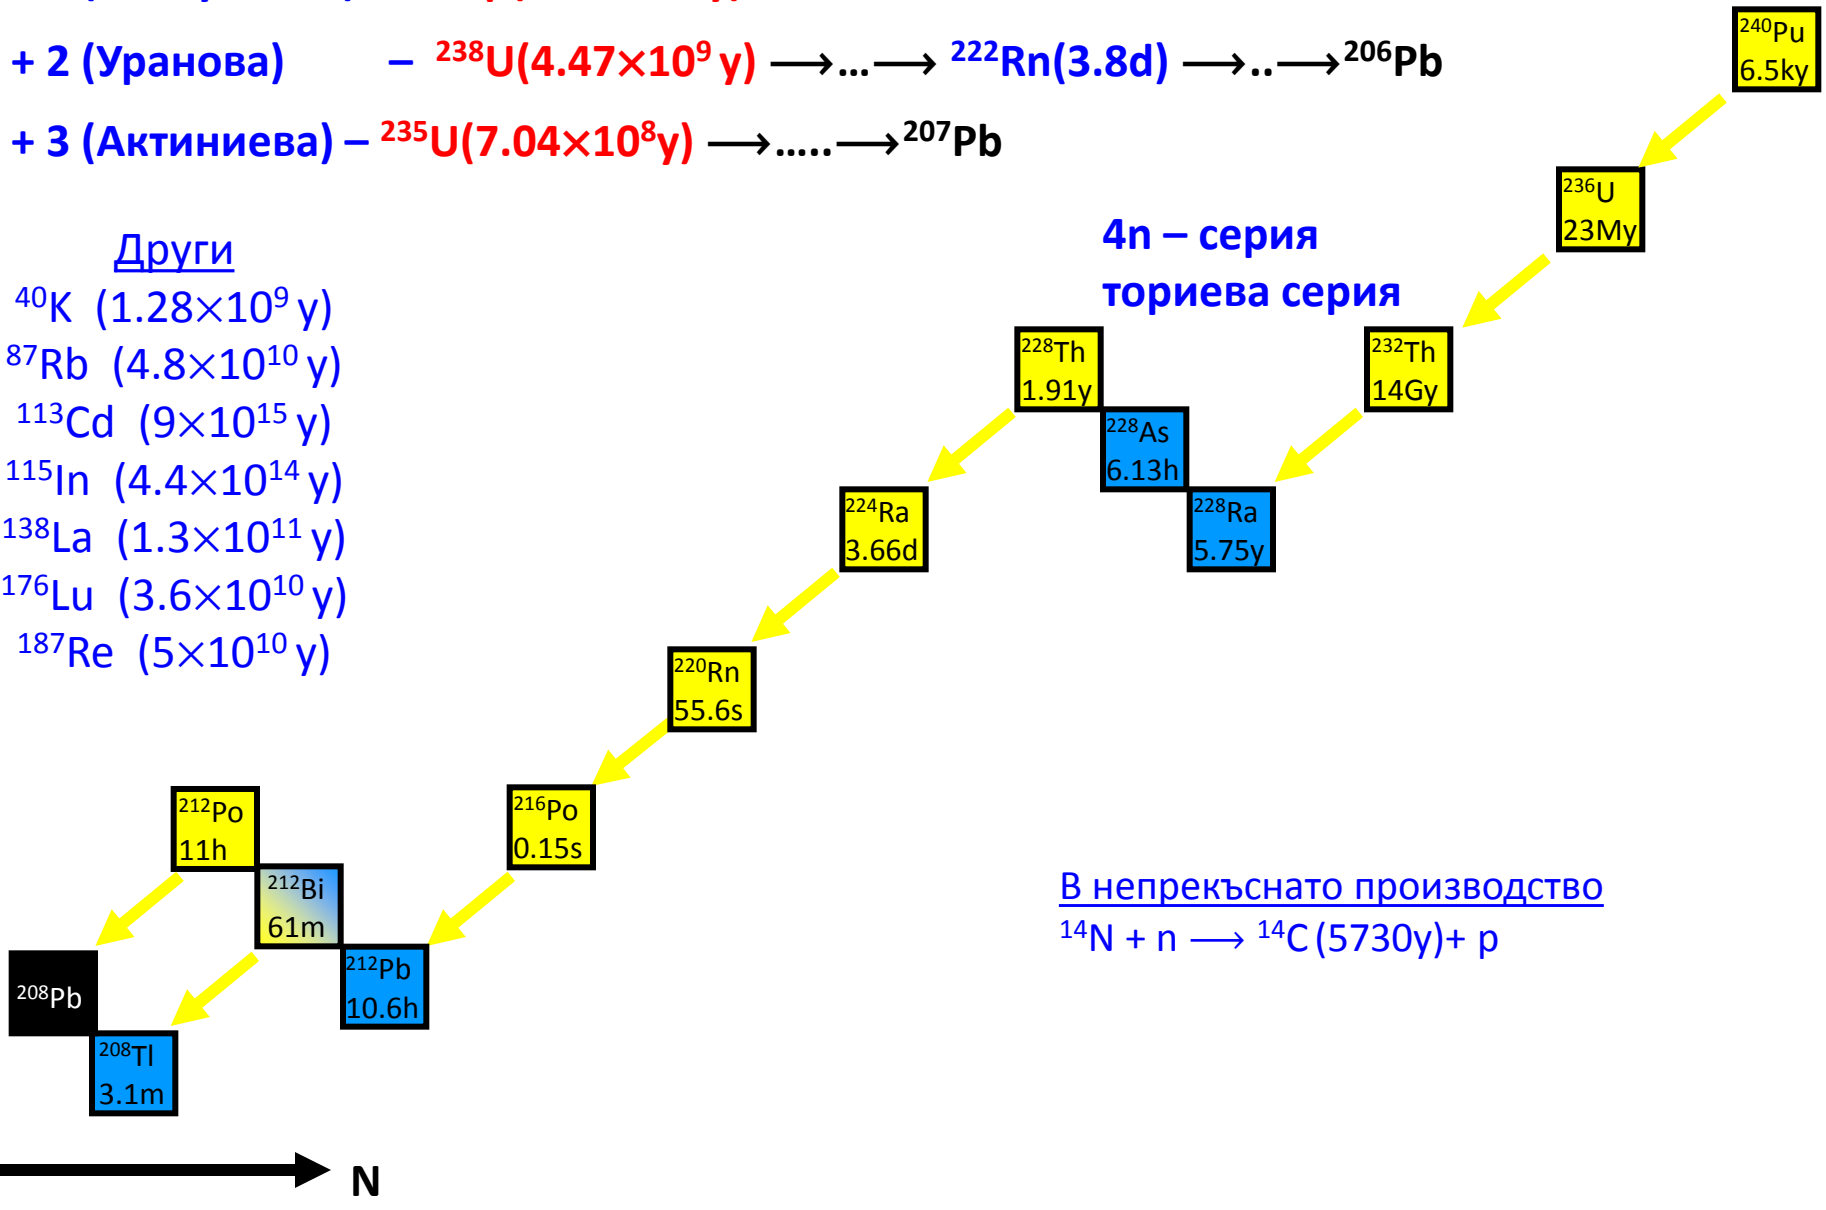 + 2 (Уранова) – ²³⁸U(4.47×10⁹ y) ⟶…⟶ ²²²Rn(3.8d) ⟶..⟶²⁰⁶Pb
+ 3 (Актиниева) – ²³⁵U(7.04×10⁸y) ⟶…..⟶²⁰⁷Pb
Други
⁴⁰K (1.28×10⁹ y)
⁸⁷Rb (4.8×10¹⁰ y)
¹¹³Cd (9×10¹⁵ y)
¹¹⁵In (4.4×10¹⁴ y)
¹³⁸La (1.3×10¹¹ y)
¹⁷⁶Lu (3.6×10¹⁰ y)
¹⁸⁷Re (5×10¹⁰ y)
4n – серия
ториева серия
²⁴⁰Pu
6.5ky
²³⁶U
23My
²³²Th
14Gy
²²⁸Th
1.91y
²²⁸As
6.13h
²²⁸Ra
5.75y
²²⁴Ra
3.66d
²²⁰Rn
55.6s
²¹⁶Po
0.15s
²¹²Po
11h
²¹²Bi
61m
²¹²Pb
10.6h
²⁰⁸Pb
²⁰⁸Tl
3.1m
В непрекъснато производство
¹⁴N + n ⟶ ¹⁴C (5730y)+ p
N